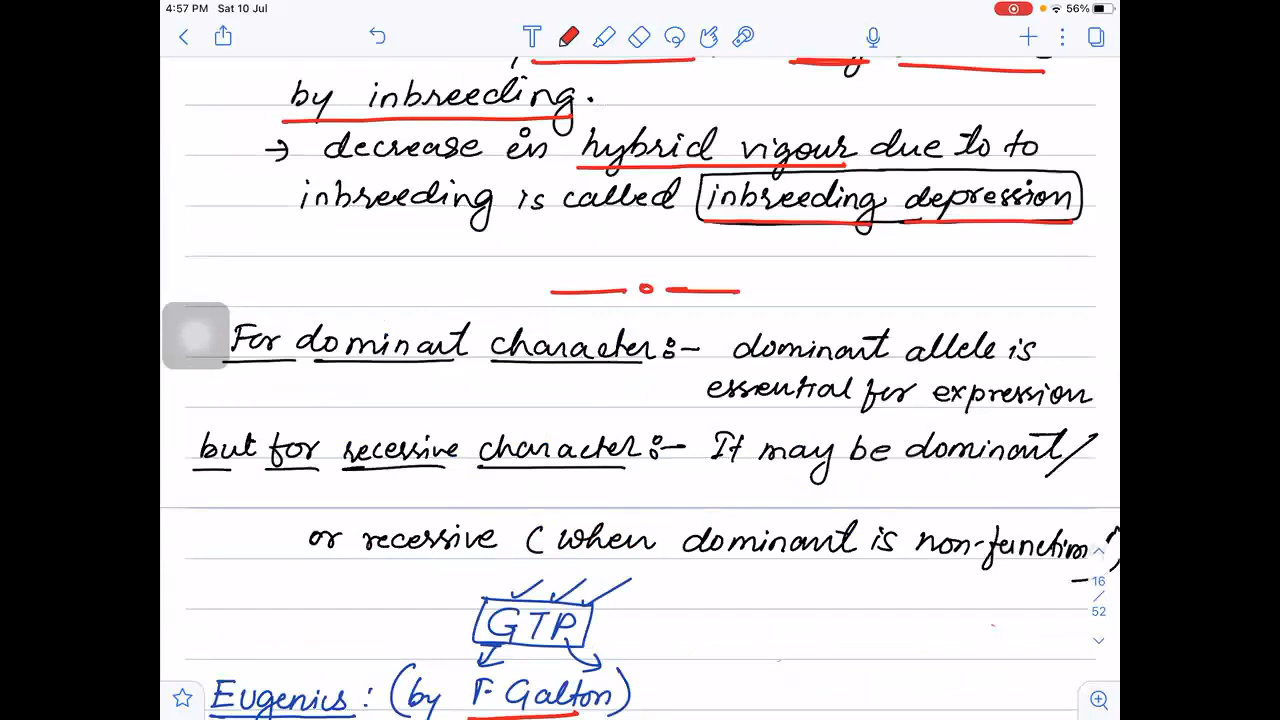 4:57 PM Sat 10 Jul 56%
by inbreeding.
→ decrease in hybrid vigour due to to
inbreeding is called inbreeding depression
For dominant character:- dominant allele is
essential for expression
but for recessive character:- It may be dominant/
or recessive (when dominant is non-function
16
/
52
GTP
Eugenics: (by F Galton)